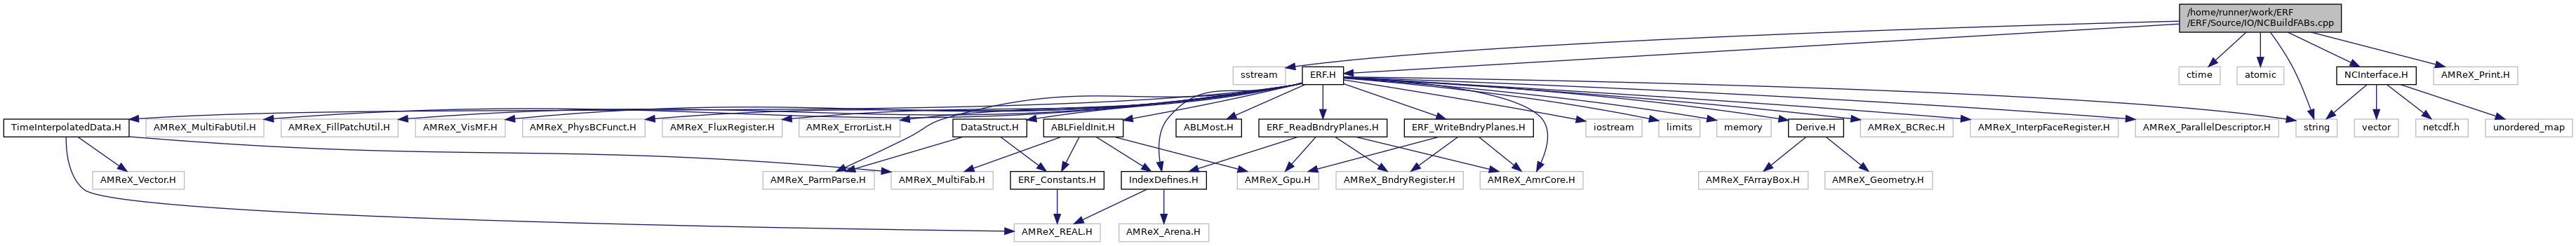 /home/runner/work/ERF
/ERF/Source/IO/NCBuildFABs.cpp
sstream
ERF.H
ctime
atomic
NCInterface.H
AMReX_Print.H
TimeInterpolatedData.H
AMReX_MultiFabUtil.H
AMReX_FillPatchUtil.H
AMReX_VisMF.H
AMReX_PhysBCFunct.H
AMReX_FluxRegister.H
AMReX_ErrorList.H
DataStruct.H
ABLFieldInit.H
ABLMost.H
ERF_ReadBndryPlanes.H
ERF_WriteBndryPlanes.H
iostream
limits
memory
Derive.H
AMReX_BCRec.H
AMReX_InterpFaceRegister.H
AMReX_ParallelDescriptor.H
string
vector
netcdf.h
unordered_map
AMReX_Vector.H
AMReX_ParmParse.H
AMReX_MultiFab.H
ERF_Constants.H
IndexDefines.H
AMReX_Gpu.H
AMReX_BndryRegister.H
AMReX_AmrCore.H
AMReX_FArrayBox.H
AMReX_Geometry.H
AMReX_REAL.H
AMReX_Arena.H